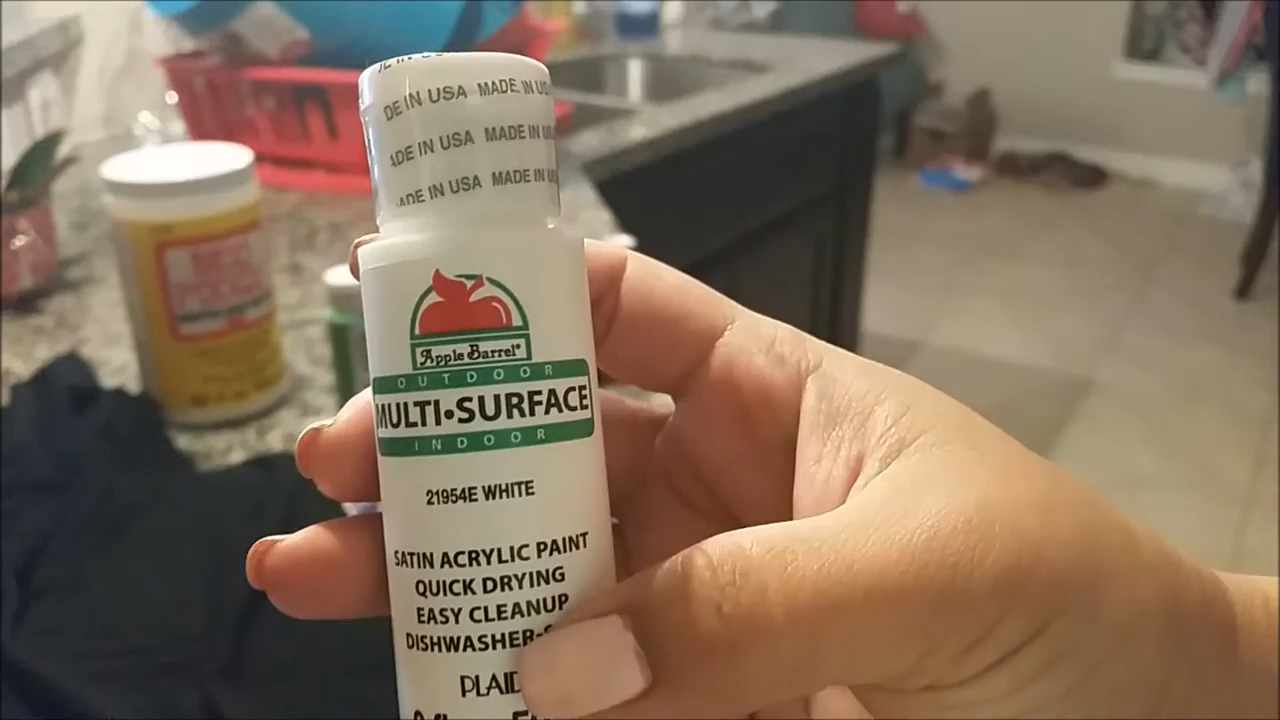 DE IN USA MADE IN US
ADE IN USA MADE IN U
ADE IN USA MADE IN U
Apple Barrel®
OUTDOOR
MULTI•SURFACE
INDOOR
21954E WHITE
SATIN ACRYLIC PAINT
QUICK DRYING
EASY CLEANUP
DISHWASHER-S
PLAID